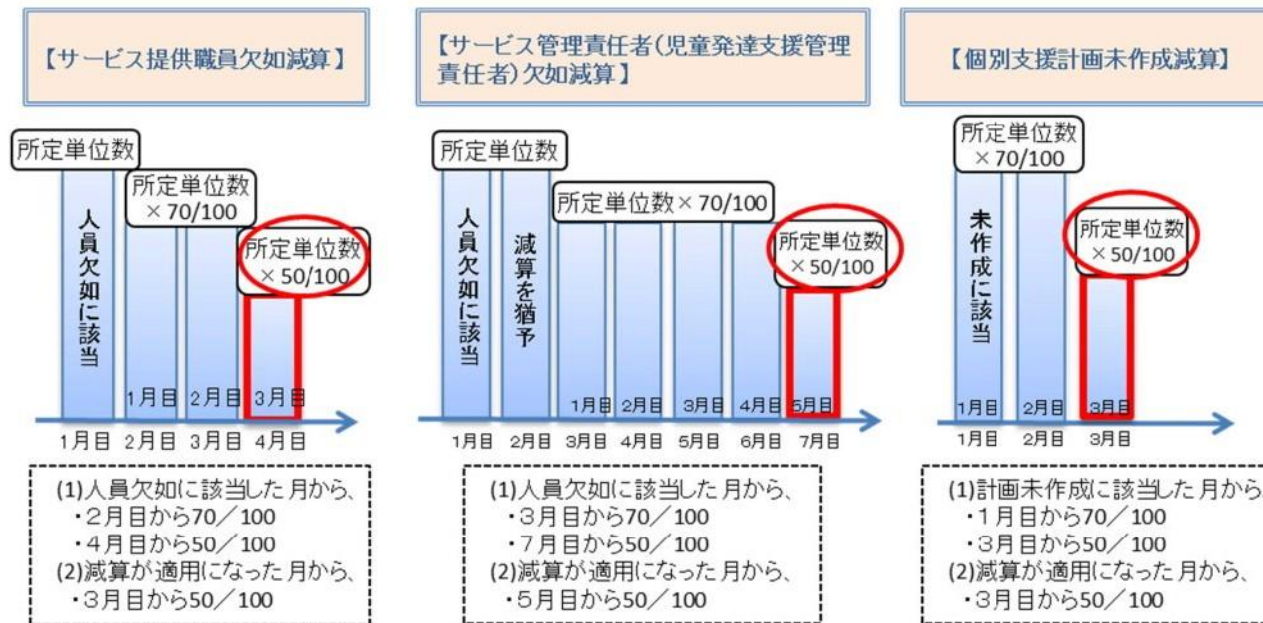 【サービス提供職員欠如減算】
所定単位数
所定単位数
×70/100
所定単位数
×50/100
人員欠如に該当
1月目 2月目 3月目
1月目 2月目 3月目 4月目
(1)人員欠如に該当した月から、
・2月目から70/100
・4月目から50/100
(2)減算が適用になった月から、
・3月目から50/100
【サービス管理責任者(児童発達支援管理
責任者)欠如減算】
所定単位数
所定単位数×70/100
所定単位数
×50/100
人員欠如に該当
減算を猶予
1月目 2月目 3月目 4月目 5月目
1月目 2月目 3月目 4月目 5月目 6月目 7月目
(1)人員欠如に該当した月から、
・3月目から70/100
・7月目から50/100
(2)減算が適用になった月から、
・5月目から50/100
【個別支援計画未作成減算】
所定単位数
×70/100
所定単位数
×50/100
未作成に該当
1月目 2月目 3月目
1月目 2月目 3月目
(1)計画未作成に該当した月から
・1月目から70/100
・3月目から50/100
(2)減算が適用になった月から、
・3月目から50/100